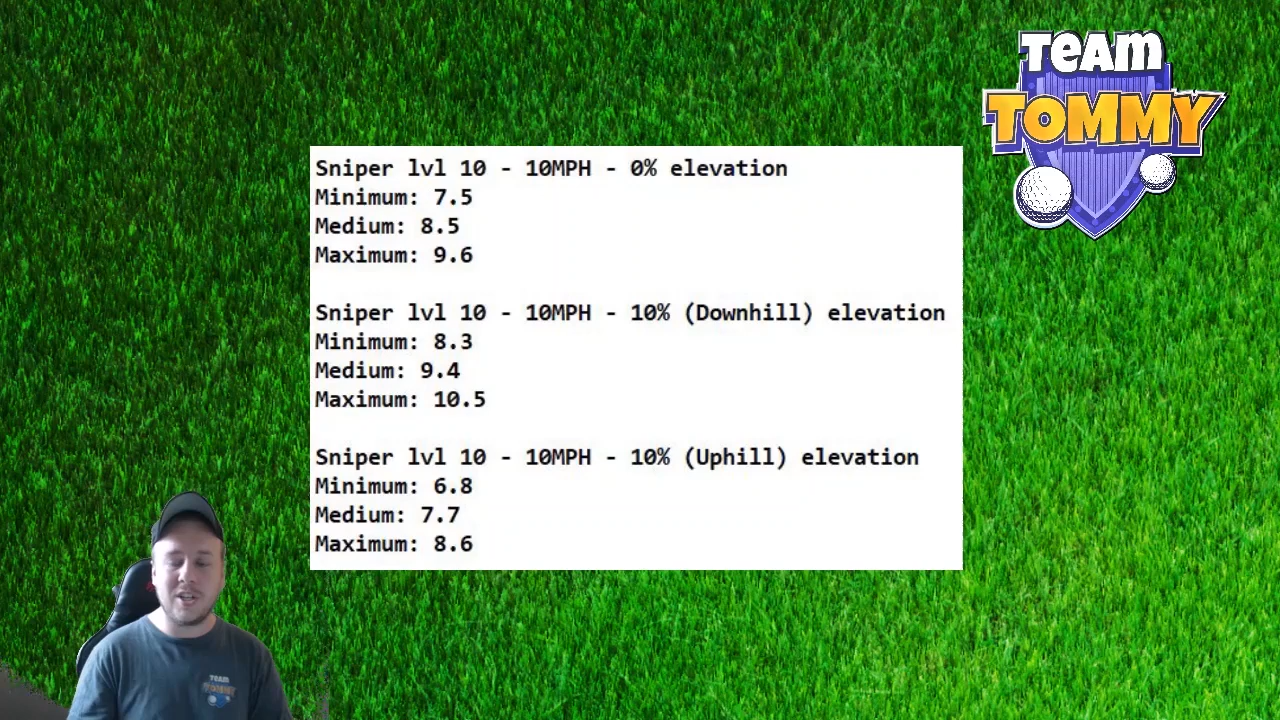 TEAM
TOMMY
Sniper lvl 10 - 10MPH - 0% elevation
Minimum: 7.5
Medium: 8.5
Maximum: 9.6
Sniper lvl 10 - 10MPH - 10% (Downhill) elevation
Minimum: 8.3
Medium: 9.4
Maximum: 10.5
Sniper lvl 10 - 10MPH - 10% (Uphill) elevation
Minimum: 6.8
Medium: 7.7
Maximum: 8.6
TEAM
TOMMY